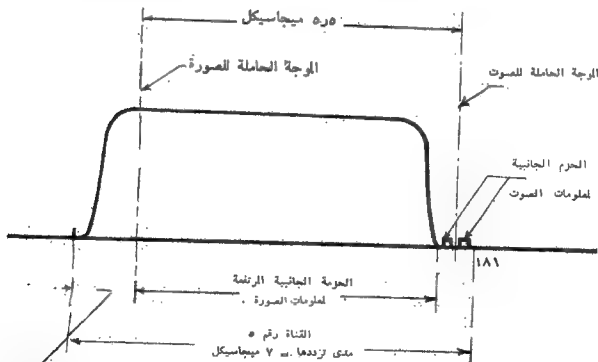 ٥ر٥ ميجاسيكل
الموجة الحاملة للصورة
الموجة الحاملة للصوت
الحزم الجانبية
لمعلومات الصوت
١٨١
الحزمة الجانبية المرتفعة
لمعلومات الصورة
القناة رقم ٥
مدى ترددها = ٧ ميجاسيكل